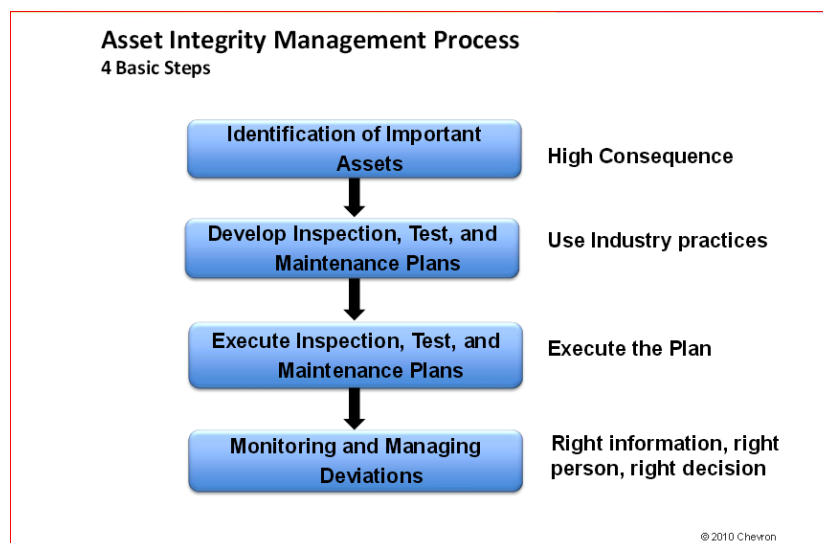 Asset Integrity Management Process
4 Basic Steps
Identification of Important
Assets
High Consequence
Develop Inspection, Test, and
Maintenance Plans
Use Industry practices
Execute Inspection, Test, and
Maintenance Plans
Execute the Plan
Monitoring and Managing
Deviations
Right information, right
person, right decision
© 2010 Chevron